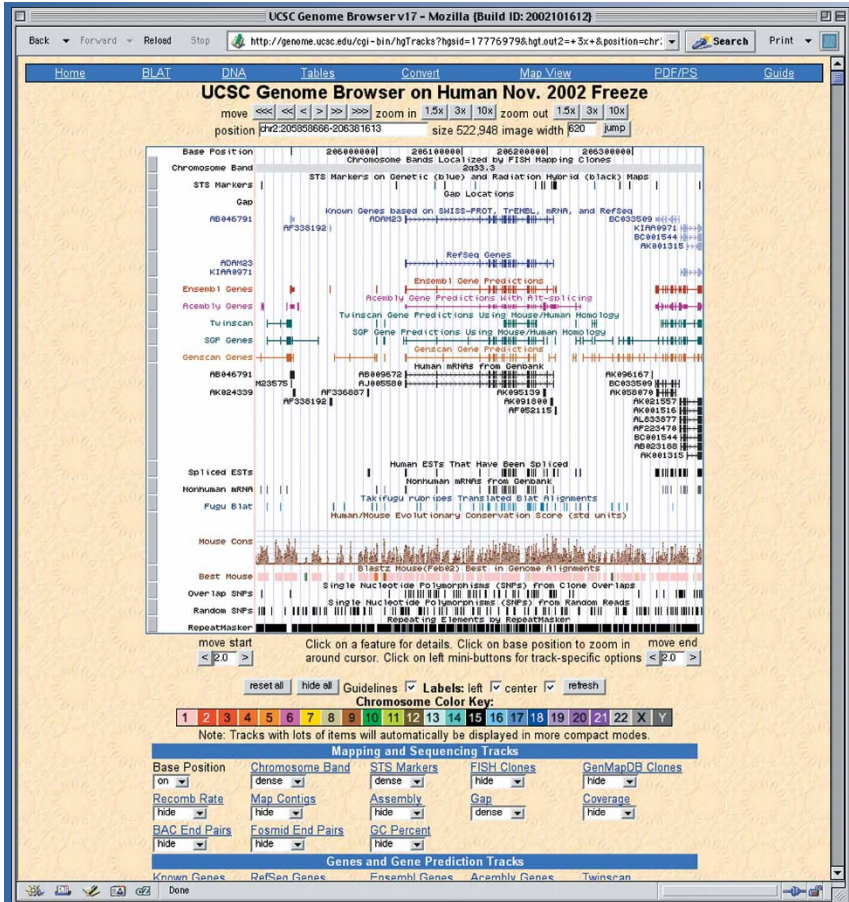 UCSC Genome Browser v17 - Mozilla {Build ID: 2002101612}
Back Forward Reload Stop http://genome.ucsc.edu/cgi-bin/hgTracks?hgsid=17776979&hgt.out2=+3x+&position=chr Search Print
Home BLAT DNA Tables Convert Map View PDF/PS Guide
UCSC Genome Browser on Human Nov. 2002 Freeze
move <<< << < > >> >>> zoom in 1.5x 3x 10x zoom out 1.5x 3x 10x
position chr2:205858666-206381613 size 522,948 image width 620 jump
Base Position 206000000| 206100000| 206200000| 206300000|
Chromosome Bands Localized by FISH Mapping Clones
Chromosome Band 2q33.3
STS Markers on Genetic (blue) and Radiation Hybrid (black) Maps
STS Markers
Gap Locations
Gap
Known Genes based on SWISS-PROT, TrEMBL, mRNA, and RefSeq
AB046791 ADAM23 BC033509
AF338192 KIAA0971
BC001544
AK001315
RefSeq Genes
ADAM23
KIAA0971
Ensembl Gene Predictions
Ensembl Genes
Acembly Gene Predictions With Alt-splicing
Acembly Genes
Twinscan Gene Predictions Using Mouse/Human Homology
Twinscan
SGP Gene Predictions Using Mouse/Human Homology
SGP Genes
Genscan Gene Predictions
Genscan Genes
Human mRNAs from Genbank
AB046791 AB009672 AK096167
M23575 AJ005580 BC033509
AK024339 AF336887 AK095139 AK058070
AF338192 AK091800 AK021557
AF052115 AK001516
AL833877
AF223470
BC001544
AB023188
AK001315
Human ESTs That Have Been Spliced
Spliced ESTs
Nonhuman mRNAs from Genbank
Nonhuman mRNA
Takifugu rubripes Translated Blat Alignments
Fugu Blat
Human/Mouse Evolutionary Conservation Score (std units)
Mouse Cons
Blastz Mouse(Feb02) Best in Genome Alignments
Best Mouse
Single Nucleotide Polymorphisms (SNPs) from Clone Overlaps
Overlap SNPs
Single Nucleotide Polymorphisms (SNPs) from Random Reads
Random SNPs
Repeating Elements by RepeatMasker
RepeatMasker
move start Click on a feature for details. Click on base position to zoom in move end
< 2.0 > around cursor. Click on left mini-buttons for track-specific options < 2.0 >
reset all hide all Guidelines Labels: left center refresh
Chromosome Color Key:
1 2 3 4 5 6 7 8 9 10 11 12 13 14 15 16 17 18 19 20 21 22 X Y
Note: Tracks with lots of items will automatically be displayed in more compact modes.
Mapping and Sequencing Tracks
Base Position Chromosome Band STS Markers FISH Clones GenMapDB Clones
on dense dense hide hide
Recomb Rate Map Contigs Assembly Gap Coverage
hide hide hide dense hide
BAC End Pairs Fosmid End Pairs GC Percent
hide hide hide
Genes and Gene Prediction Tracks
Known Genes RefSeq Genes Ensembl Genes Acembly Genes Twinscan
Done